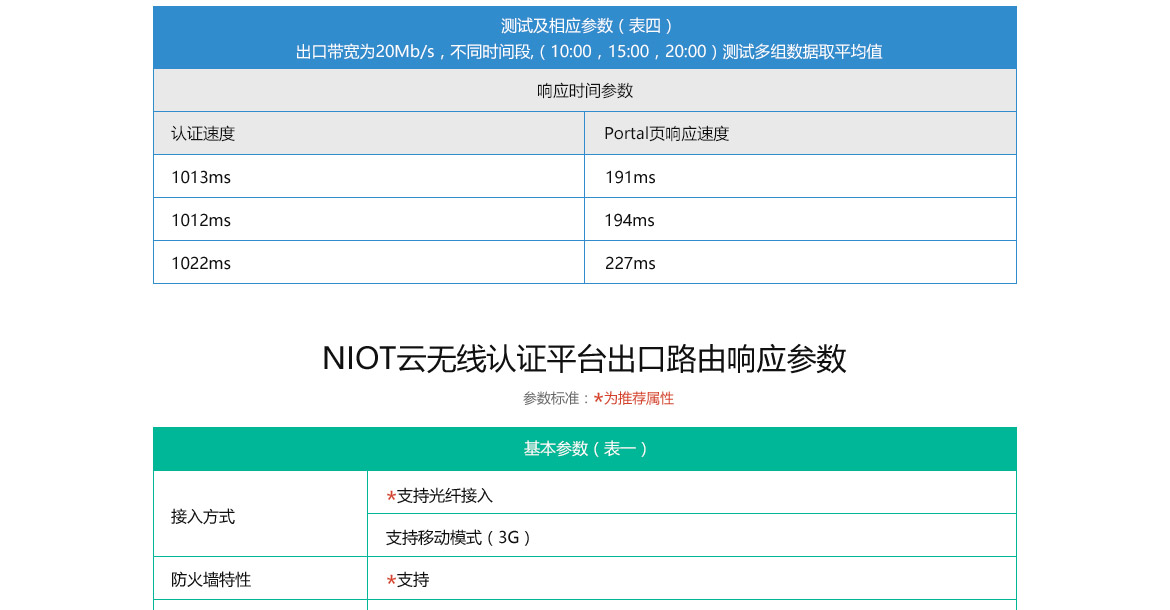 测试及相应参数（表四）
出口带宽为20Mb/s，不同时间段,（10:00，15:00，20:00）测试多组数据取平均值
响应时间参数
认证速度 Portal页响应速度
1013ms 191ms
1012ms 194ms
1022ms 227ms
NIOT云无线认证平台出口路由响应参数
参数标准：*为推荐属性
基本参数（表一）
接入方式
*支持光纤接入
支持移动模式（3G）
防火墙特性 *支持